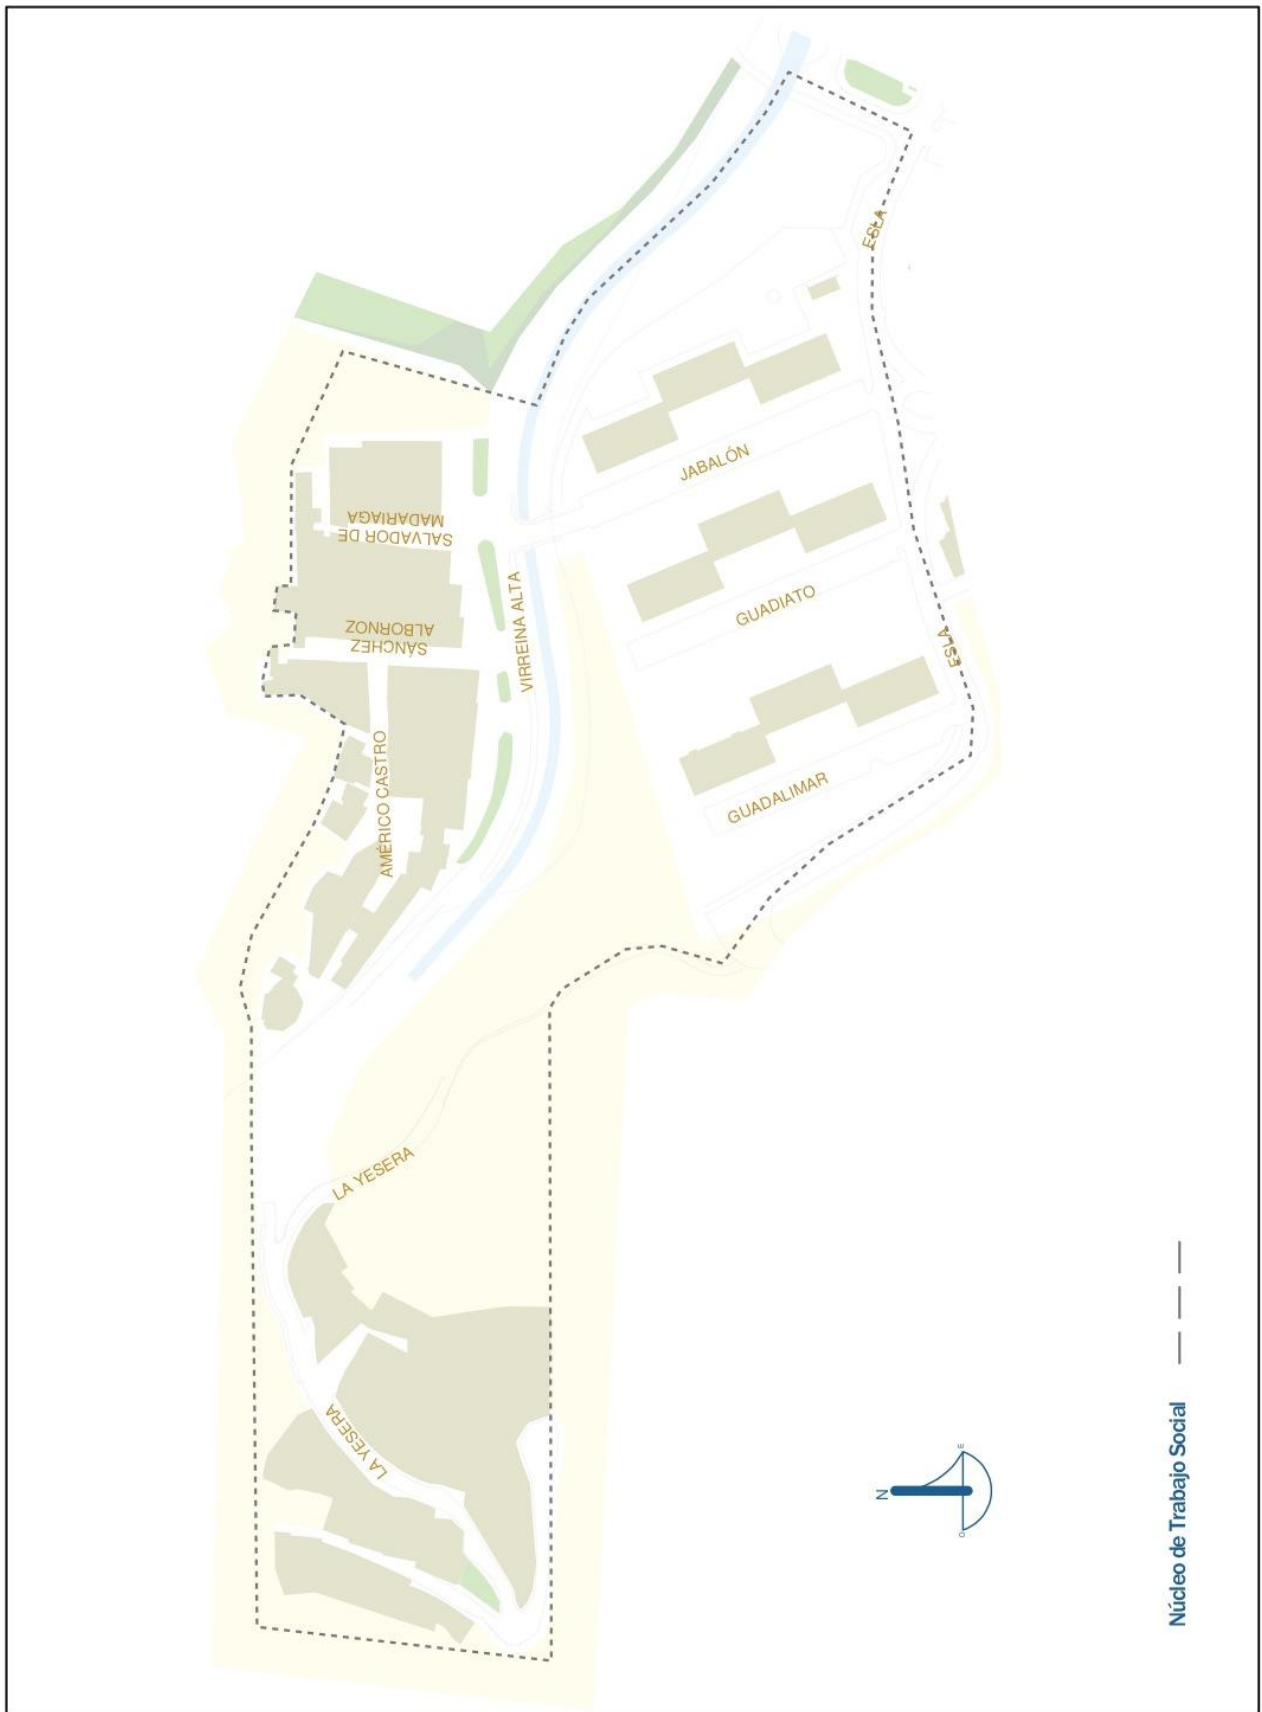 ESLA
JABALÓN
SALVADOR DE
MADARIAGA
GUADIATO
VIRREINA ALTA
SÁNCHEZ
ALBORNOZ
ESLA
AMÉRICO CASTRO
GUADALIMAR
LA YESERA
LA YESERA
N
E
O
Núcleo de Trabajo Social